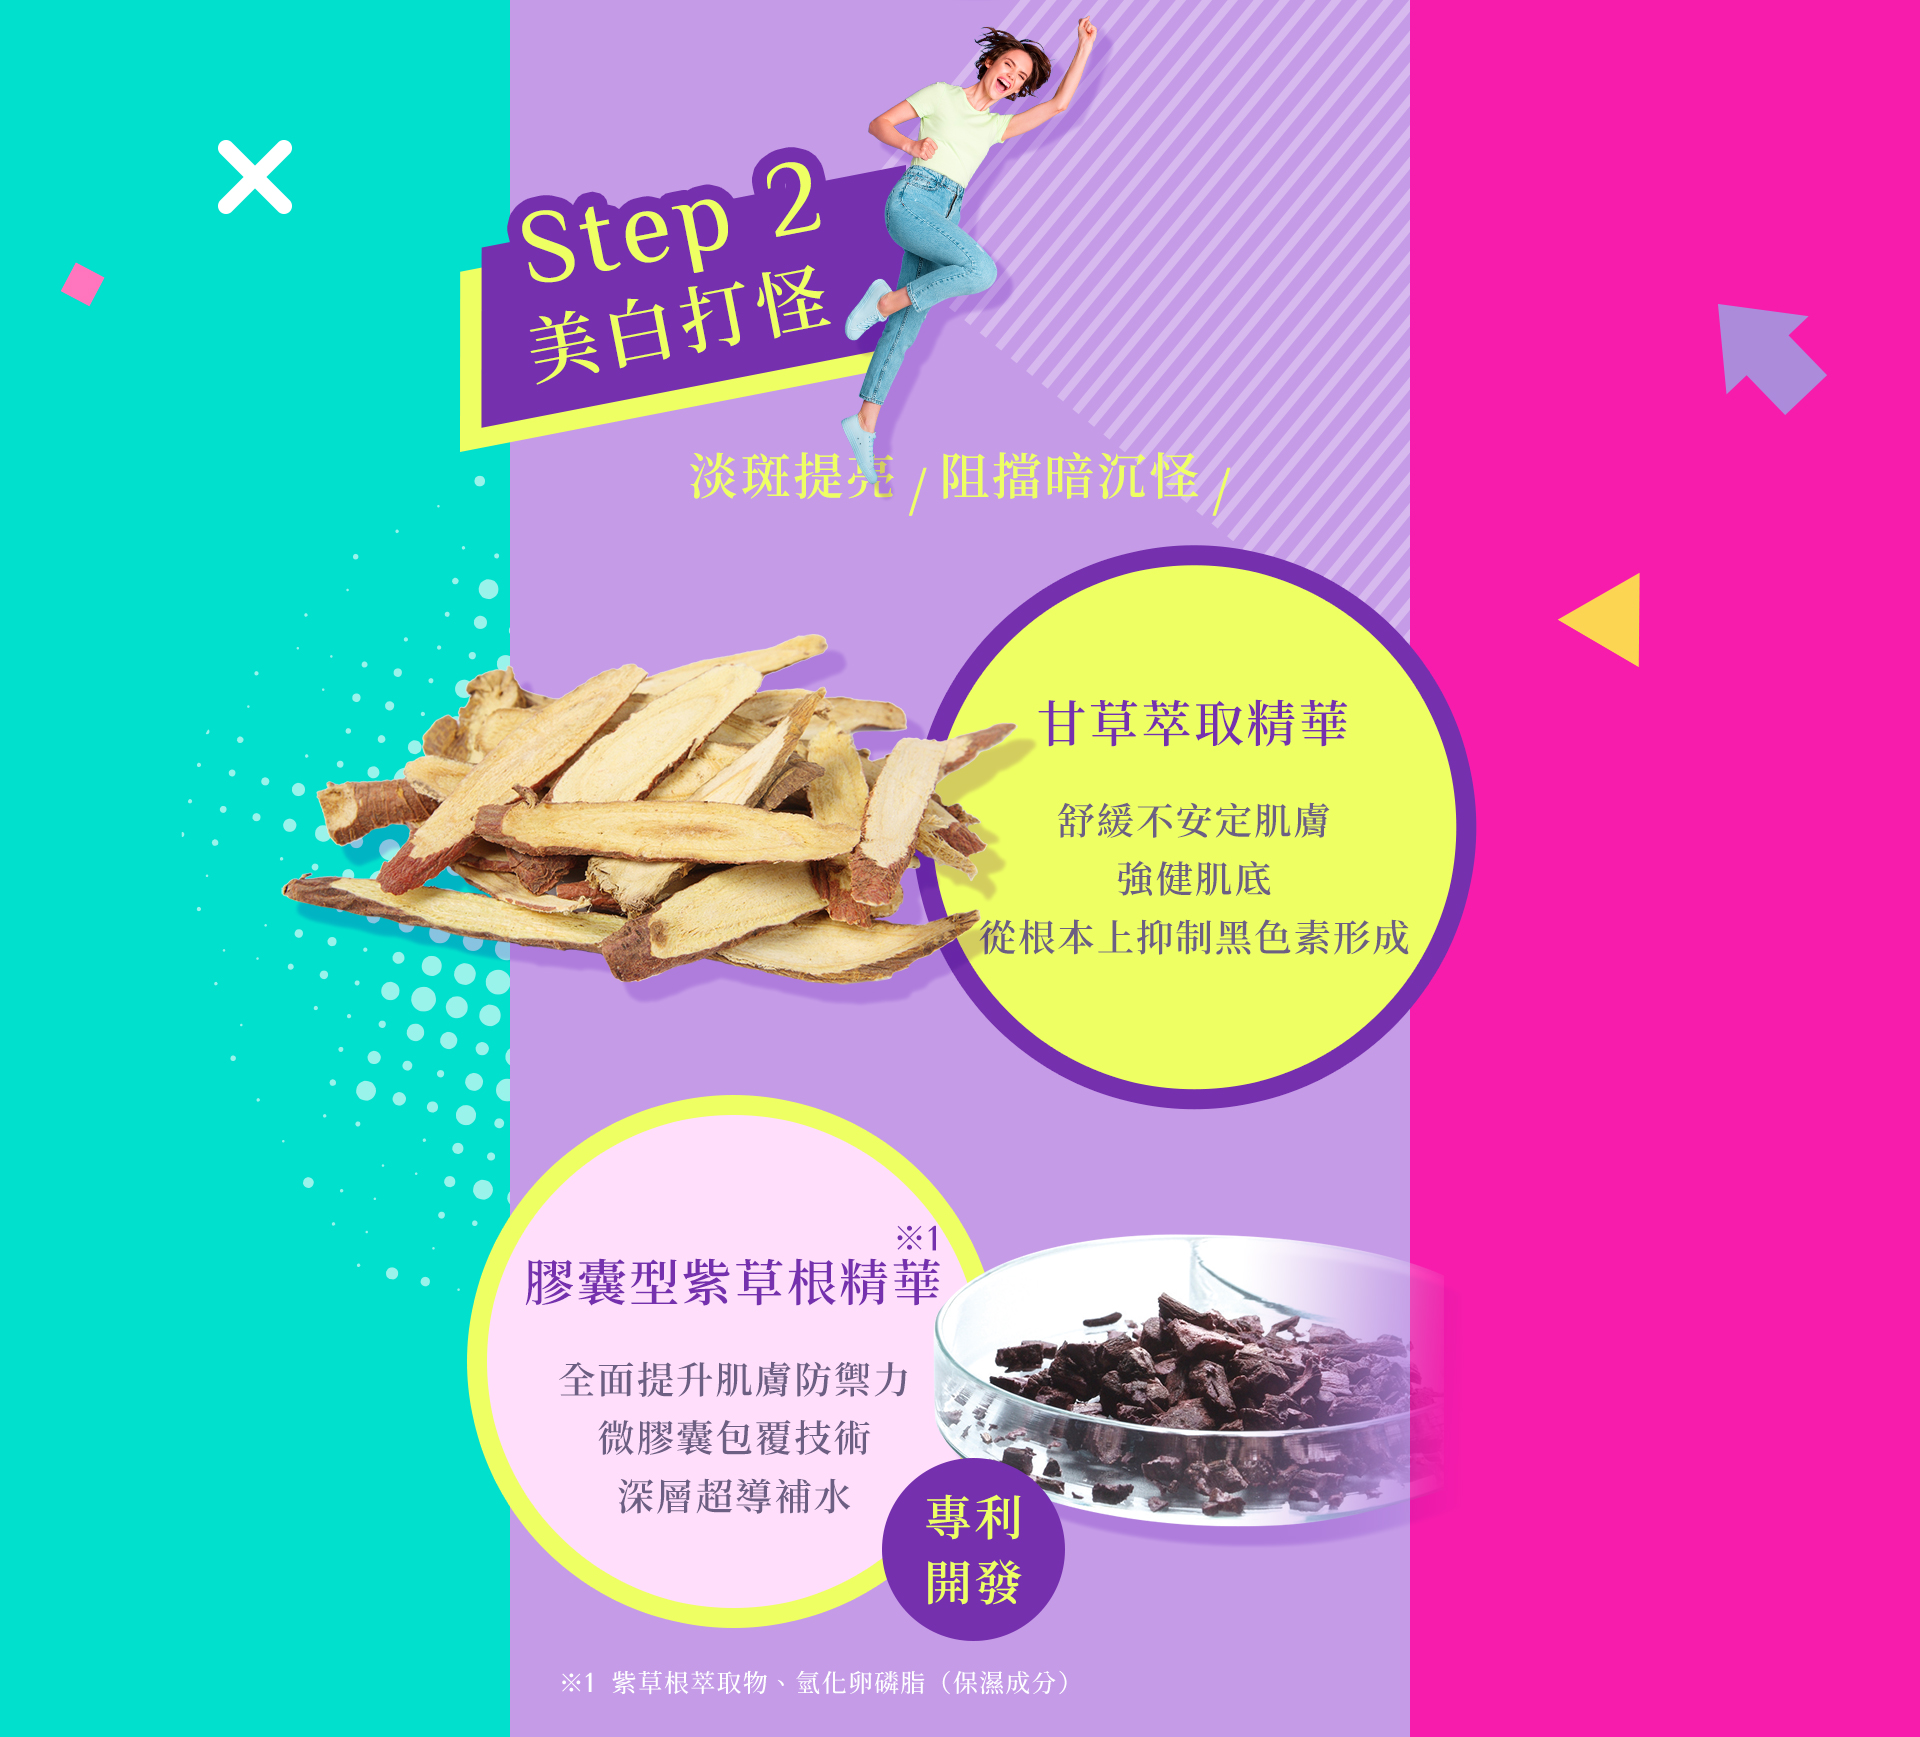 Step 2
美白打怪
淡斑提亮/阻擋暗沉怪/
甘草萃取精華
舒緩不安定肌膚
強健肌底
從根本上抑制黑色素形成
膠囊型紫草根精華※1
全面提升肌膚防禦力
微膠囊包覆技術
深層超導補水
專利
開發
※1 紫草根萃取物、氫化卵磷脂（保濕成分）